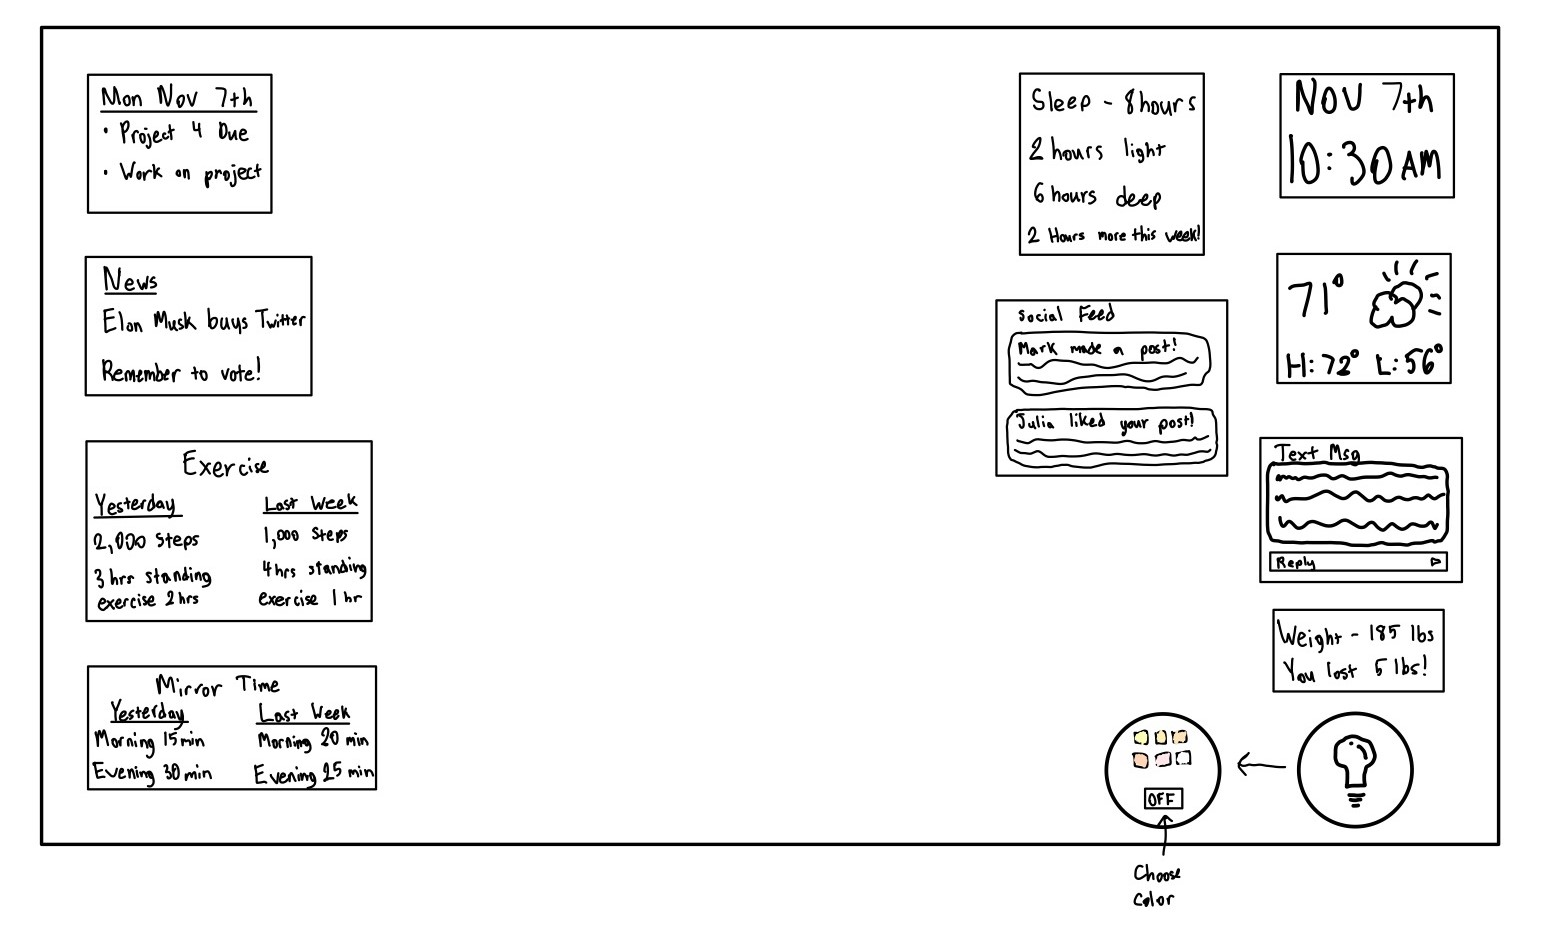 Mon Nov 7th
• Project 4 Due
• Work on project
News
Elon Musk buys Twitter
Remember to vote!
Exercise
Yesterday
2,000 Steps
3 hrs standing
exercise 2 hrs
Last Week
1,000 Steps
4 hrs standing
exercise 1 hr
Mirror Time
Yesterday
Morning 15 min
Evening 30 min
Last Week
Morning 20 min
Evening 25 min
Sleep - 8 hours
2 hours light
6 hours deep
2 Hours more this week!
Social Feed
Mark made a post!
Julia liked your post!
Nov 7th
10:30 AM
71°
H: 72° L: 56°
Text Msg
Reply
Weight - 185 lbs
You lost 5 lbs!
OFF
Choose
Color